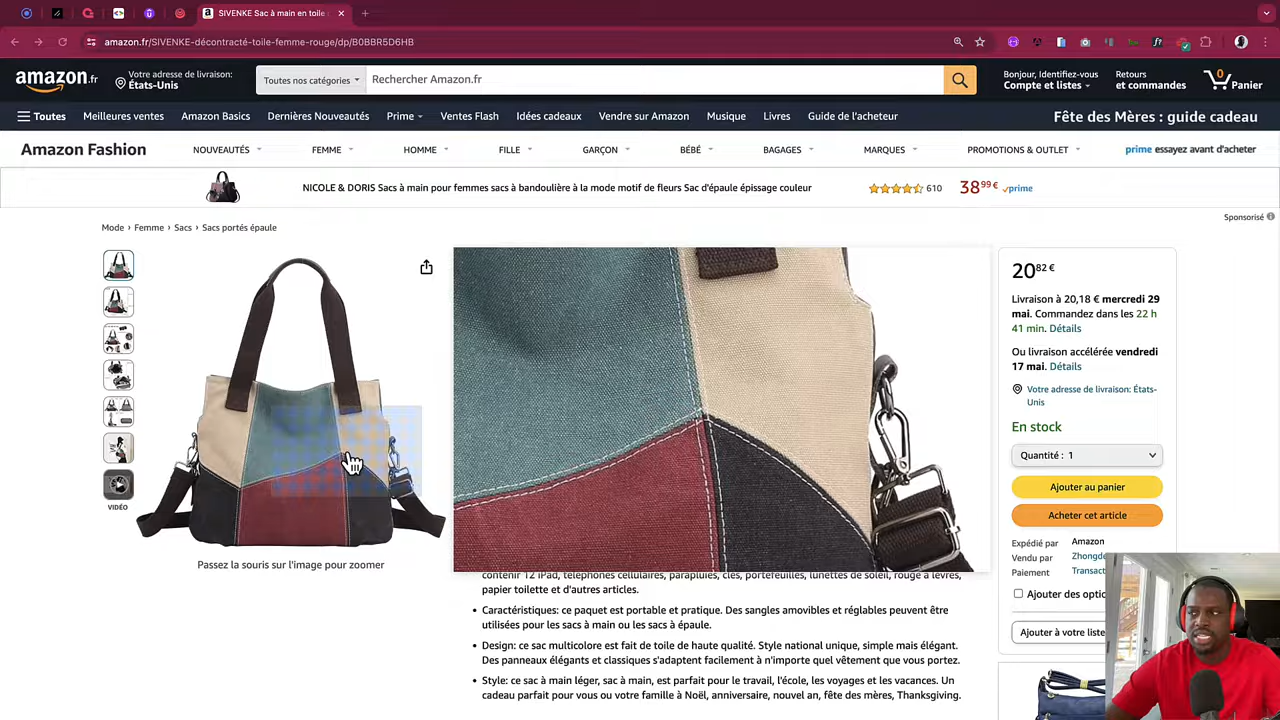 SIVENKE Sac à main en toile
amazon.fr/SIVENKE-décontracté-toile-femme-rouge/dp/B0BBR5D6HB
amazon.fr
Votre adresse de livraison:
États-Unis
Toutes nos catégories
Rechercher Amazon.fr
Bonjour, Identifiez-vous
Compte et listes
Retours
et commandes
0
Panier
Toutes
Meilleures ventes
Amazon Basics
Dernières Nouveautés
Prime
Ventes Flash
Idées cadeaux
Vendre sur Amazon
Musique
Livres
Guide de l'acheteur
Fête des Mères : guide cadeau
Amazon Fashion
NOUVEAUTÉS
FEMME
HOMME
FILLE
GARÇON
BÉBÉ
BAGAGES
MARQUES
PROMOTIONS & OUTLET
prime essayez avant d'acheter
NICOLE & DORIS Sacs à main pour femmes sacs à bandoulière à la mode motif de fleurs Sac d'épaule épissage couleur
610
38,99 €
prime
Sponsorisé
Mode › Femme › Sacs › Sacs portés épaule
VIDÉO
Passez la souris sur l'image pour zoomer
contenir 12 iPad, téléphones cellulaires, parapluies, clés, portefeuilles, lunettes de soleil, rouge à lèvres,
papier toilette et d'autres articles.
• Caractéristiques: ce paquet est portable et pratique. Des sangles amovibles et réglables peuvent être
utilisées pour les sacs à main ou les sacs à épaule.
• Design: ce sac multicolore est fait de toile de haute qualité. Style national unique, simple mais élégant.
Des panneaux élégants et classiques s'adaptent facilement à n'importe quel vêtement que vous portez.
• Style: ce sac à main léger, sac à main, est parfait pour le travail, l'école, les voyages et les vacances. Un
cadeau parfait pour vous ou votre famille à Noël, anniversaire, nouvel an, fête des mères, Thanksgiving.
20,82 €
Livraison à 20,18 € mercredi 29
mai. Commandez dans les 22 h
41 min. Détails
Ou livraison accélérée vendredi
17 mai. Détails
Votre adresse de livraison: États-
Unis
En stock
Quantité : 1
Ajouter au panier
Acheter cet article
Expédié par Amazon
Vendu par Zhongde
Paiement Transact
Ajouter des optio
Ajouter à votre liste